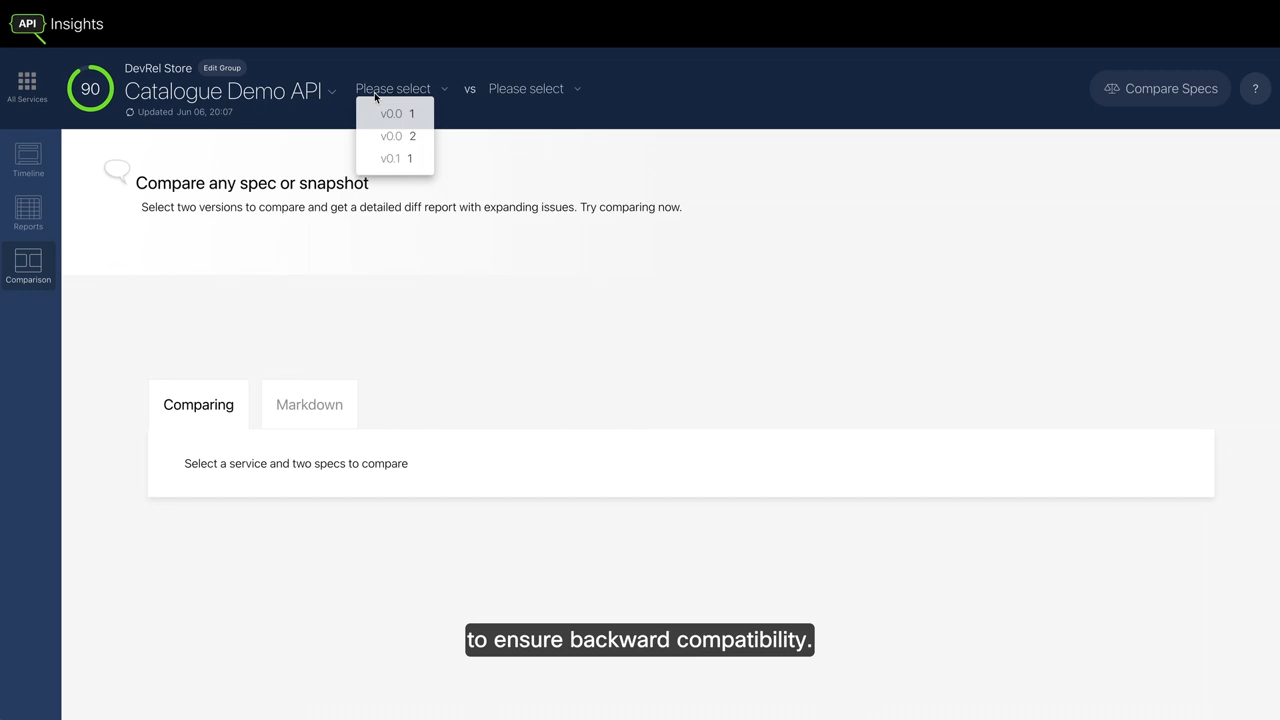 API Insights
All Services
90
DevRel Store Edit Group
Catalogue Demo API
Updated Jun 06, 20:07
Please select vs Please select
v0.0 1
v0.0 2
v0.1 1
Compare Specs ?
Timeline
Reports
Comparison
Compare any spec or snapshot
Select two versions to compare and get a detailed diff report with expanding issues. Try comparing now.
Comparing Markdown
Select a service and two specs to compare
to ensure backward compatibility.